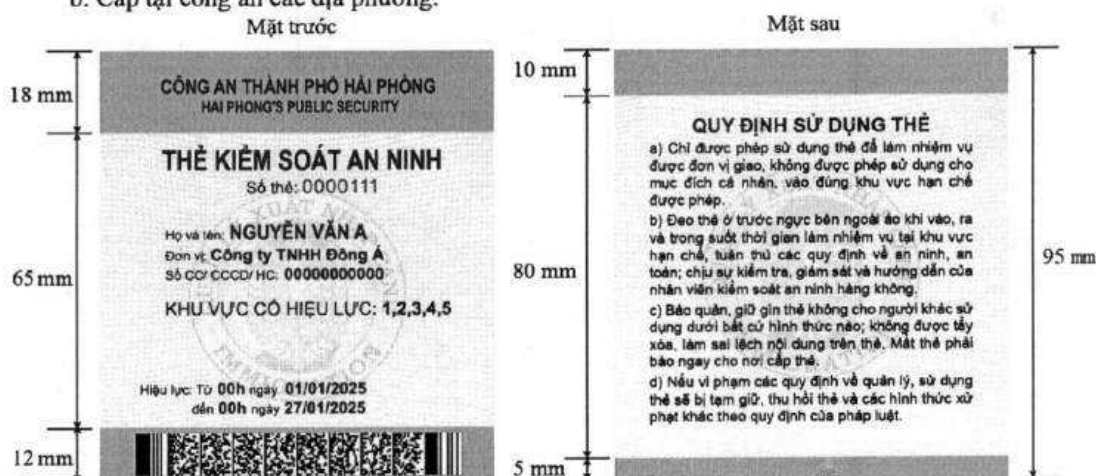 b. Cấp tại công an các địa phương.
Mặt trước
Mặt sau
18 mm
65 mm
12 mm
CÔNG AN THÀNH PHỐ HẢI PHÒNG
HAI PHONG'S PUBLIC SECURITY
THẺ KIỂM SOÁT AN NINH
Số thẻ: 0000111
Họ và tên: NGUYỄN VĂN A
Đơn vị: Công ty TNHH Đông Á
Số CC/ CCCD/ HC: 00000000000
KHU VỰC CÓ HIỆU LỰC: 1,2,3,4,5
Hiệu lực: Từ 00h ngày 01/01/2025
đến 00h ngày 27/01/2025
10 mm
80 mm
5 mm
95 mm
QUY ĐỊNH SỬ DỤNG THẺ
a) Chỉ được phép sử dụng thẻ để làm nhiệm vụ
được đơn vị giao, không được phép sử dụng cho
mục đích cá nhân, vào đúng khu vực hạn chế
được phép.
b) Đeo thẻ ở trước ngực bên ngoài áo khi vào, ra
và trong suốt thời gian làm nhiệm vụ tại khu vực
hạn chế, tuân thủ các quy định về an ninh, an
toàn; chịu sự kiểm tra, giám sát và hướng dẫn của
nhân viên kiểm soát an ninh hàng không.
c) Bảo quản, giữ gìn thẻ không cho người khác sử
dụng dưới bất cứ hình thức nào; không được tẩy
xóa, làm sai lệch nội dung trên thẻ. Mất thẻ phải
báo ngay cho nơi cấp thẻ.
d) Nếu vi phạm các quy định về quản lý, sử dụng
thẻ sẽ bị tạm giữ, thu hồi thẻ và các hình thức xử
phạt khác theo quy định của pháp luật.